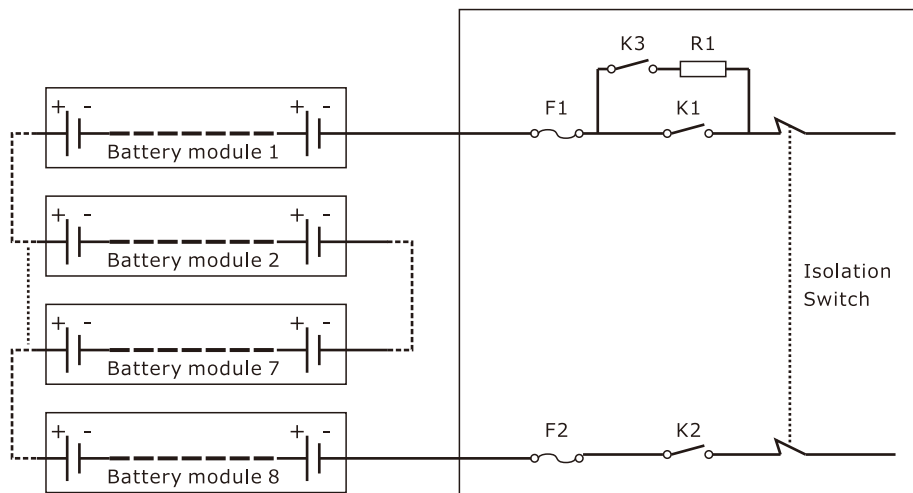 K3 R1
F1 K1
+ - + -
Battery module 1
+ - + -
Battery module 2
Isolation
Switch
+ - + -
Battery module 7
+ - + -
F2 K2
Battery module 8